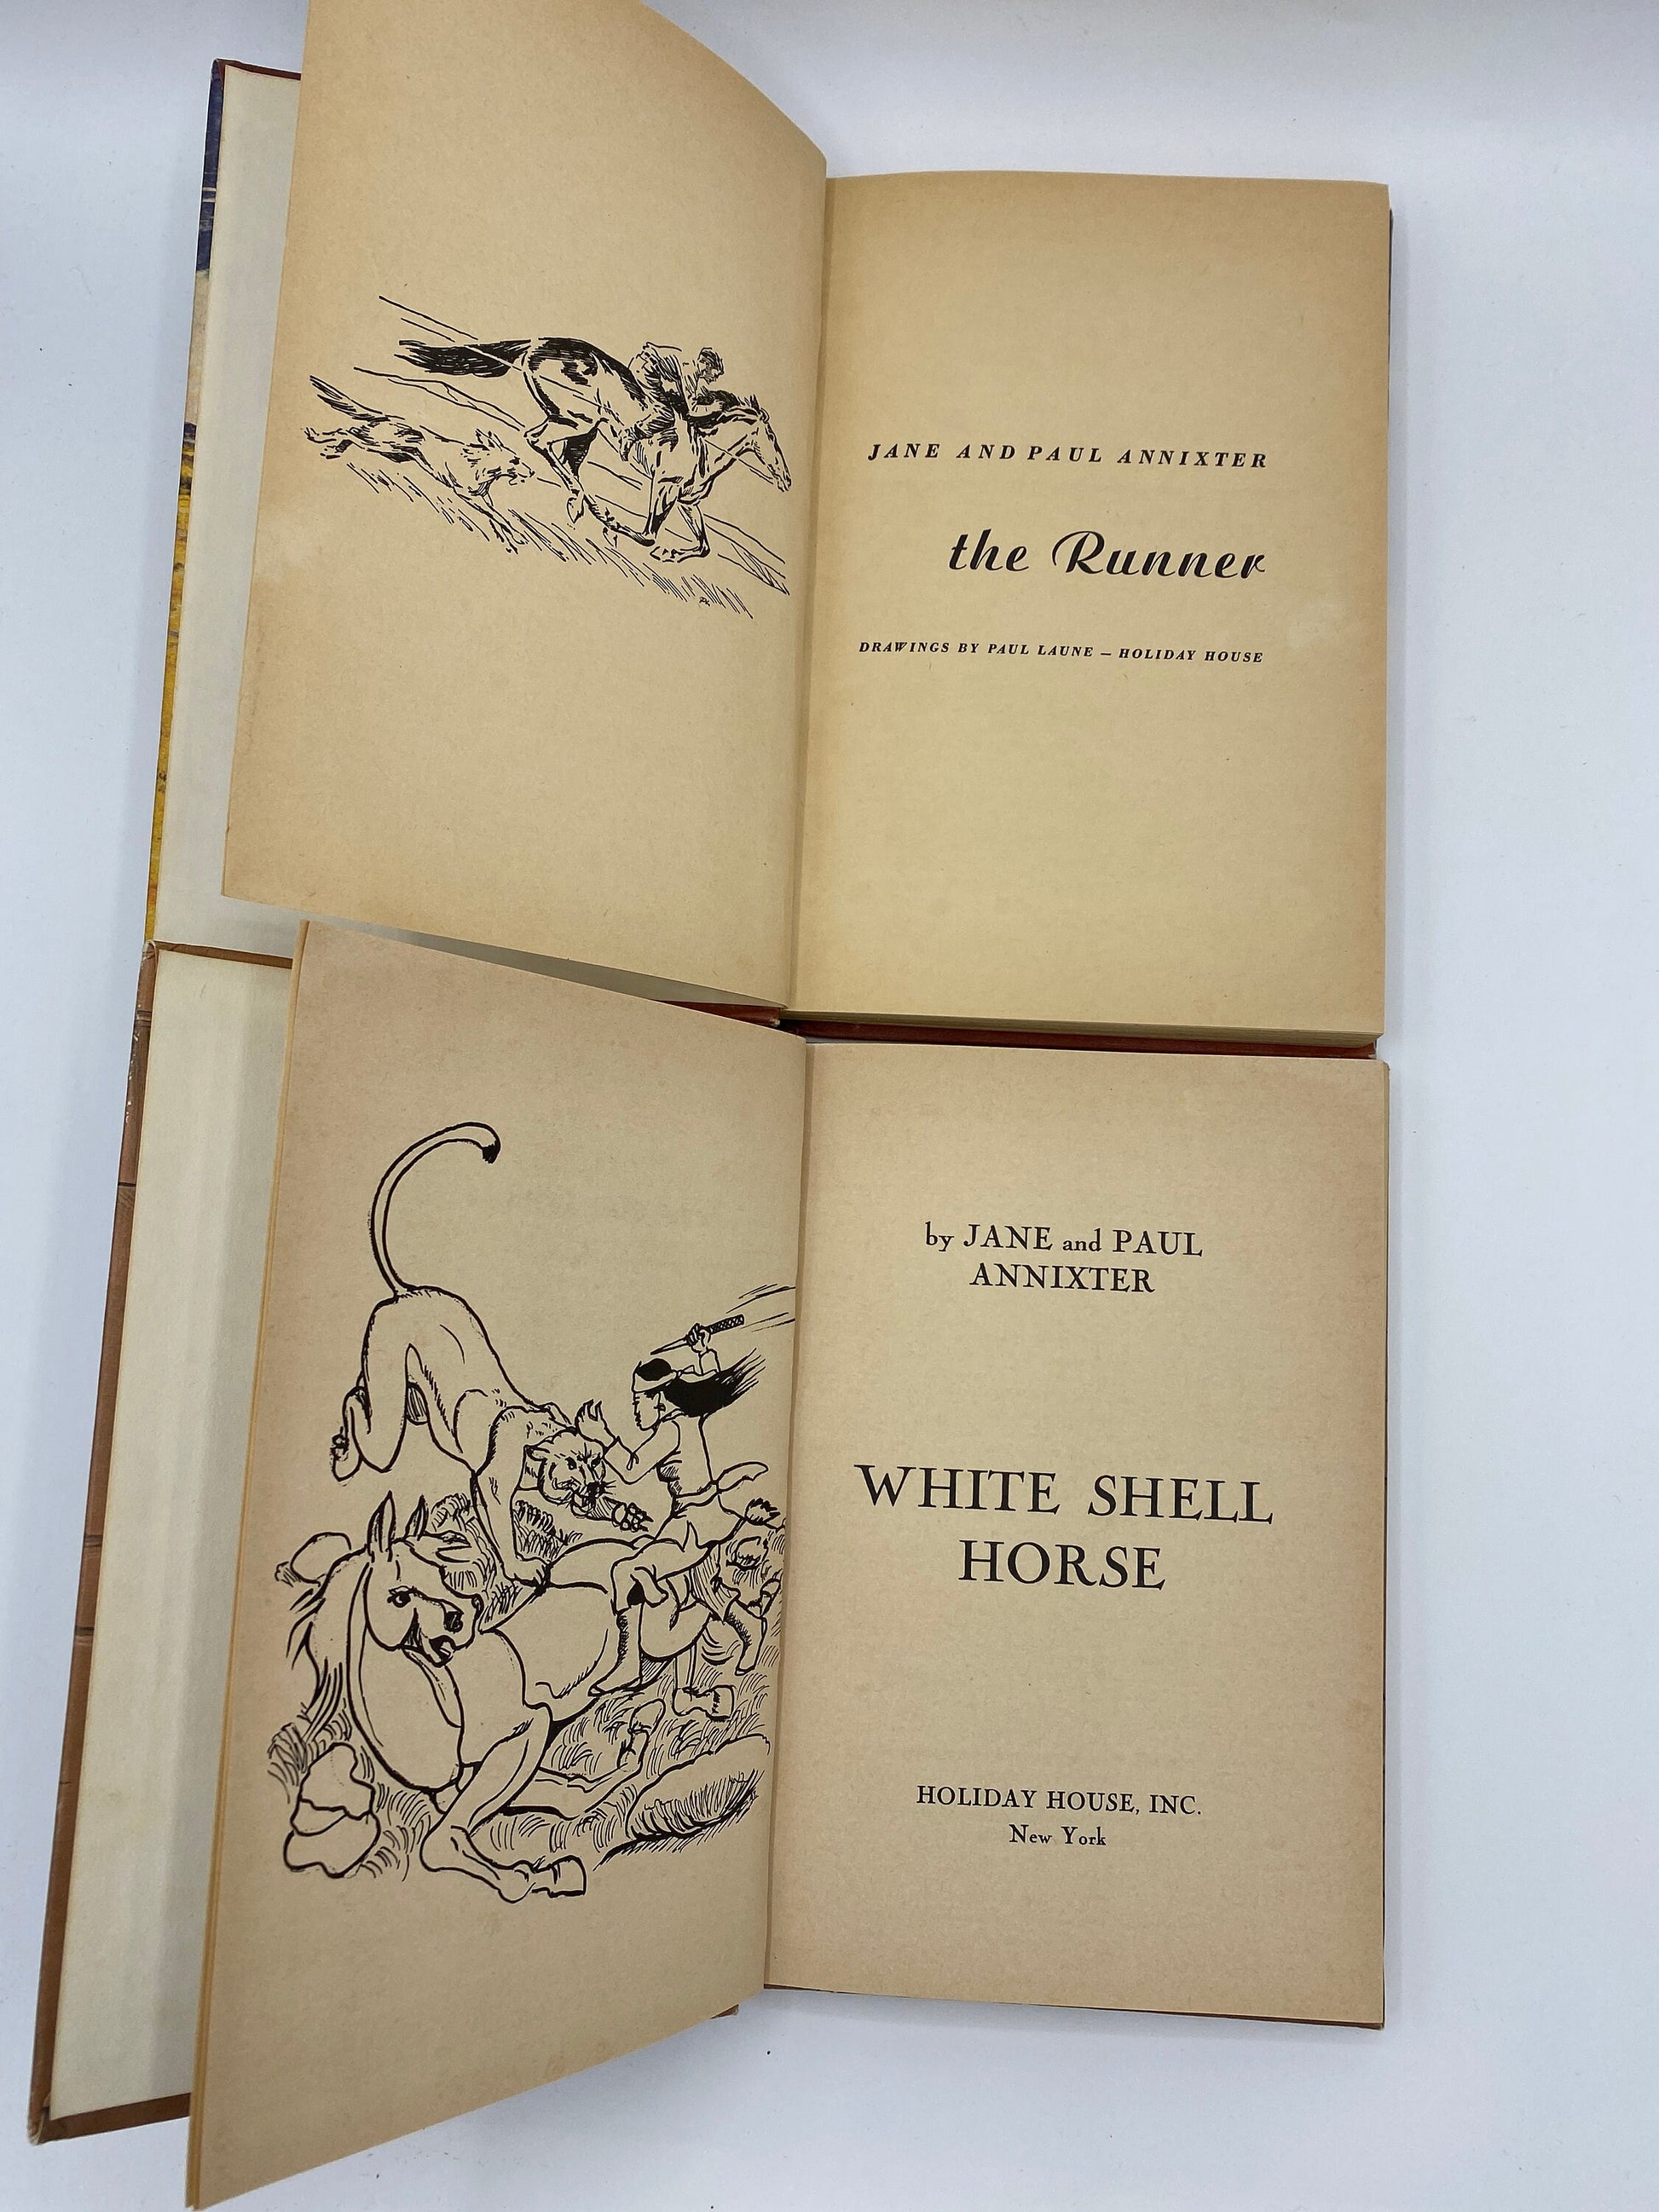 JANE AND PAUL ANNIXTER
the Runner
DRAWINGS BY PAUL LAUNE — HOLIDAY HOUSE
by JANE and PAUL
ANNIXTER
WHITE SHELL
HORSE
HOLIDAY HOUSE, INC.
New York